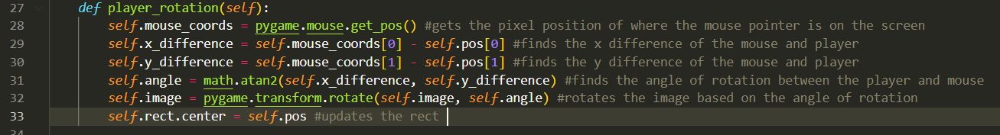 27 def player_rotation(self):
28 self.mouse_coords = pygame.mouse.get_pos() #gets the pixel position of where the mouse pointer is on the screen
29 self.x_difference = self.mouse_coords[0] - self.pos[0] #finds the x difference of the mouse and player
30 self.y_difference = self.mouse_coords[1] - self.pos[1] #finds the y difference of the mouse and player
31 self.angle = math.atan2(self.x_difference, self.y_difference) #finds the angle of rotation between the player and mouse
32 self.image = pygame.transform.rotate(self.image, self.angle) #rotates the image based on the angle of rotation
33 self.rect.center = self.pos #updates the rect
34